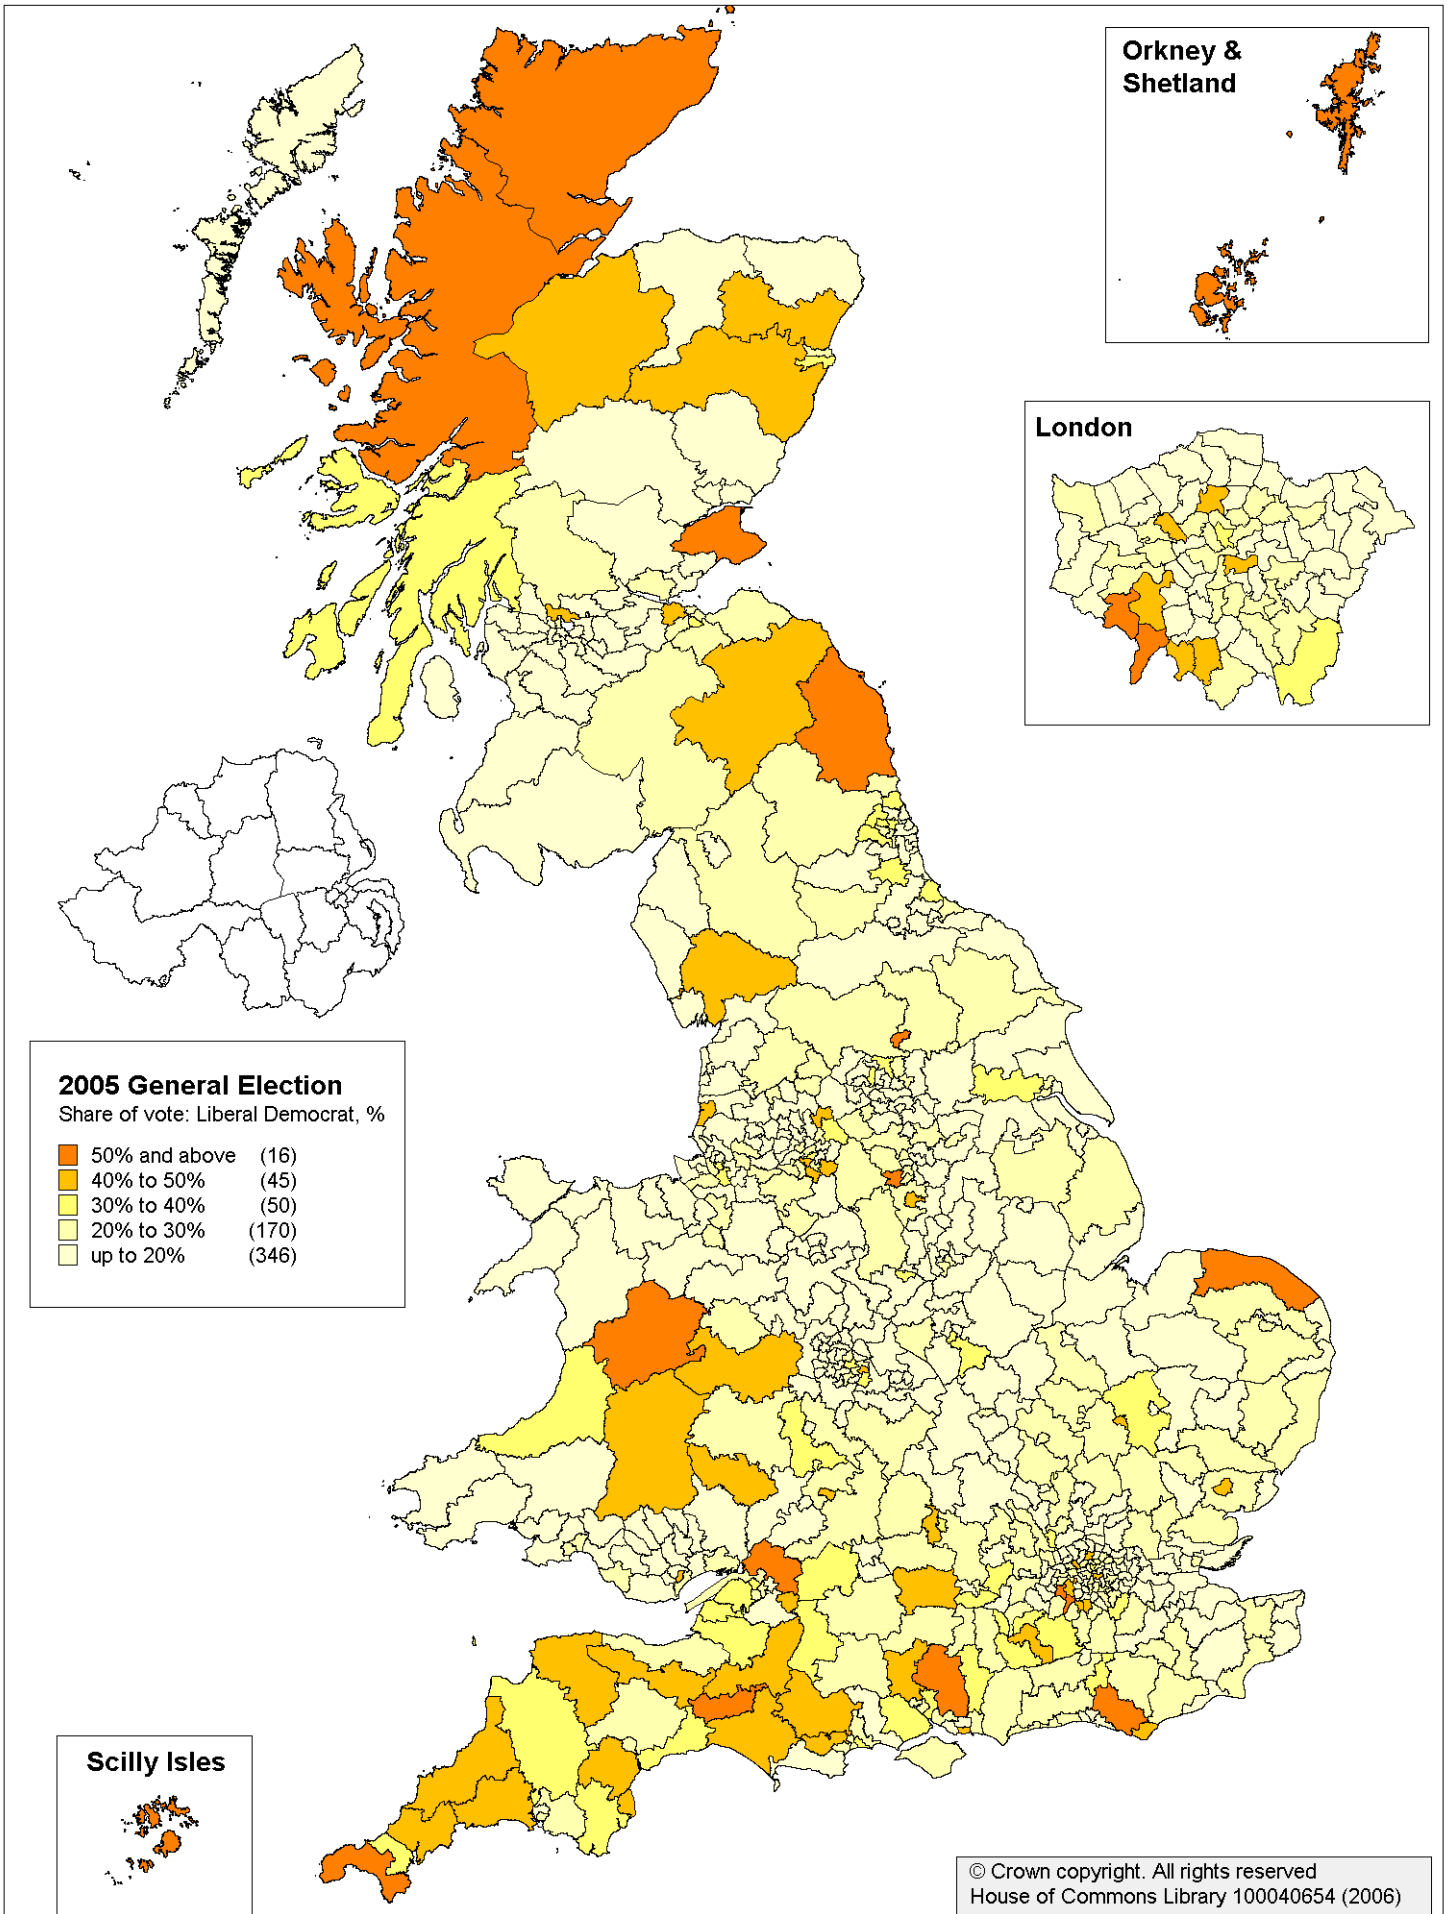 Orkney &
Shetland
London
2005 General Election
Share of vote: Liberal Democrat, %
50% and above (16)
40% to 50% (45)
30% to 40% (50)
20% to 30% (170)
up to 20% (346)
Scilly Isles
© Crown copyright. All rights reserved
House of Commons Library 100040654 (2006)